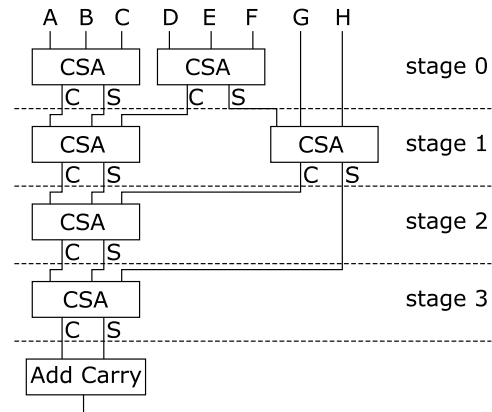 A B C D E F G H
CSA CSA stage 0
C S C S
CSA CSA stage 1
C S C S
CSA stage 2
C S
CSA stage 3
C S
Add Carry